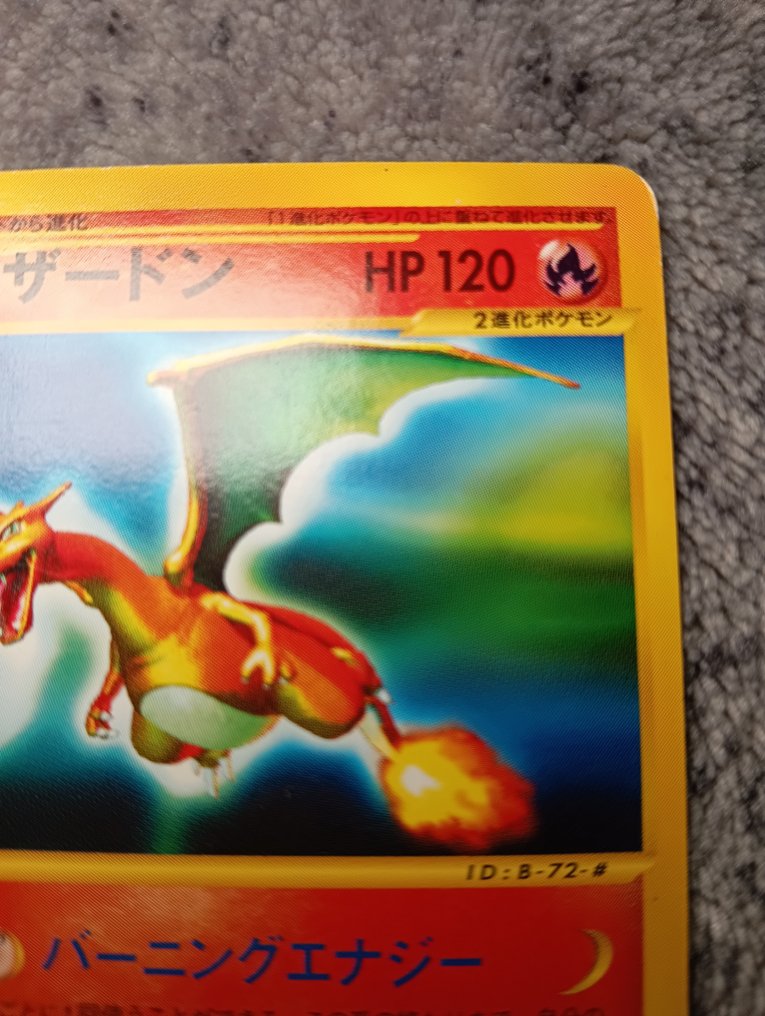 から進化
「1進化ポケモン」の上に重ねて進化させます
ザードン HP 120
2進化ポケモン
ID:B-72-#
バーニングエナジー